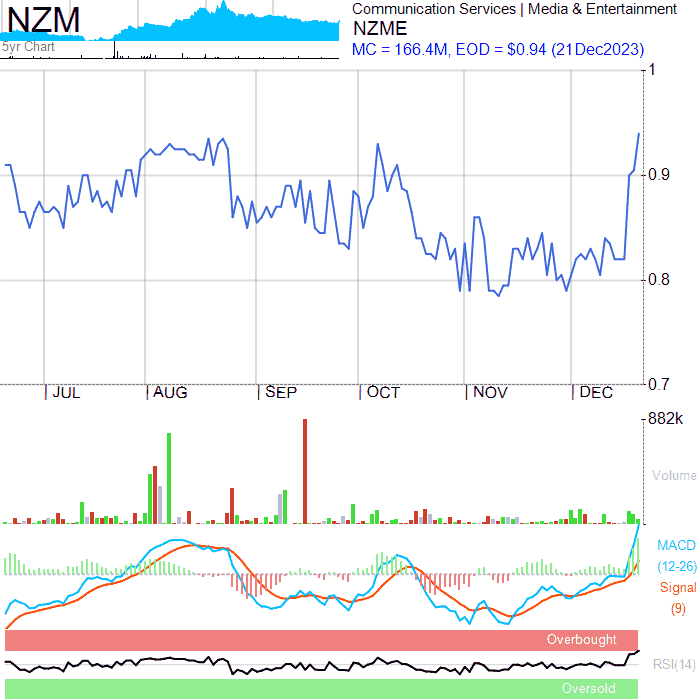 NZM
5yr Chart
Communication Services | Media & Entertainment
NZME
MC = 166.4M, EOD = $0.94 (21Dec2023)
1
0.9
0.8
0.7
JUL
AUG
SEP
OCT
NOV
DEC
882k
Volume
MACD
(12-26)
Signal
(9)
Overbought
RSI(14)
Oversold